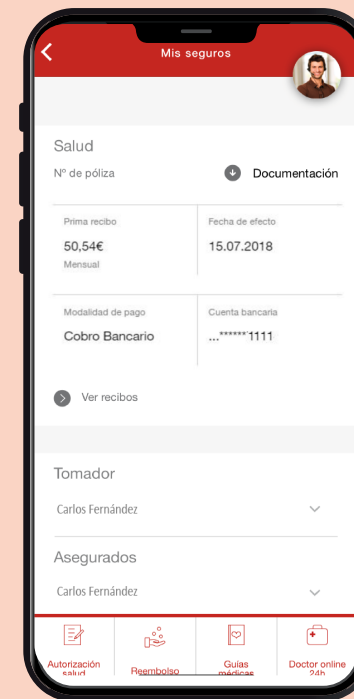 Mis seguros
Salud
Nº de póliza
Documentación
Prima recibo
Fecha de efecto
50,54€
15.07.2018
Mensual
Modalidad de pago
Cuenta bancaria
Cobro Bancario
...******1111
Ver recibos
Tomador
Carlos Fernández
Asegurados
Carlos Fernández
Autorización
salud
Reembolso
Guías
médicas
Doctor online
24h